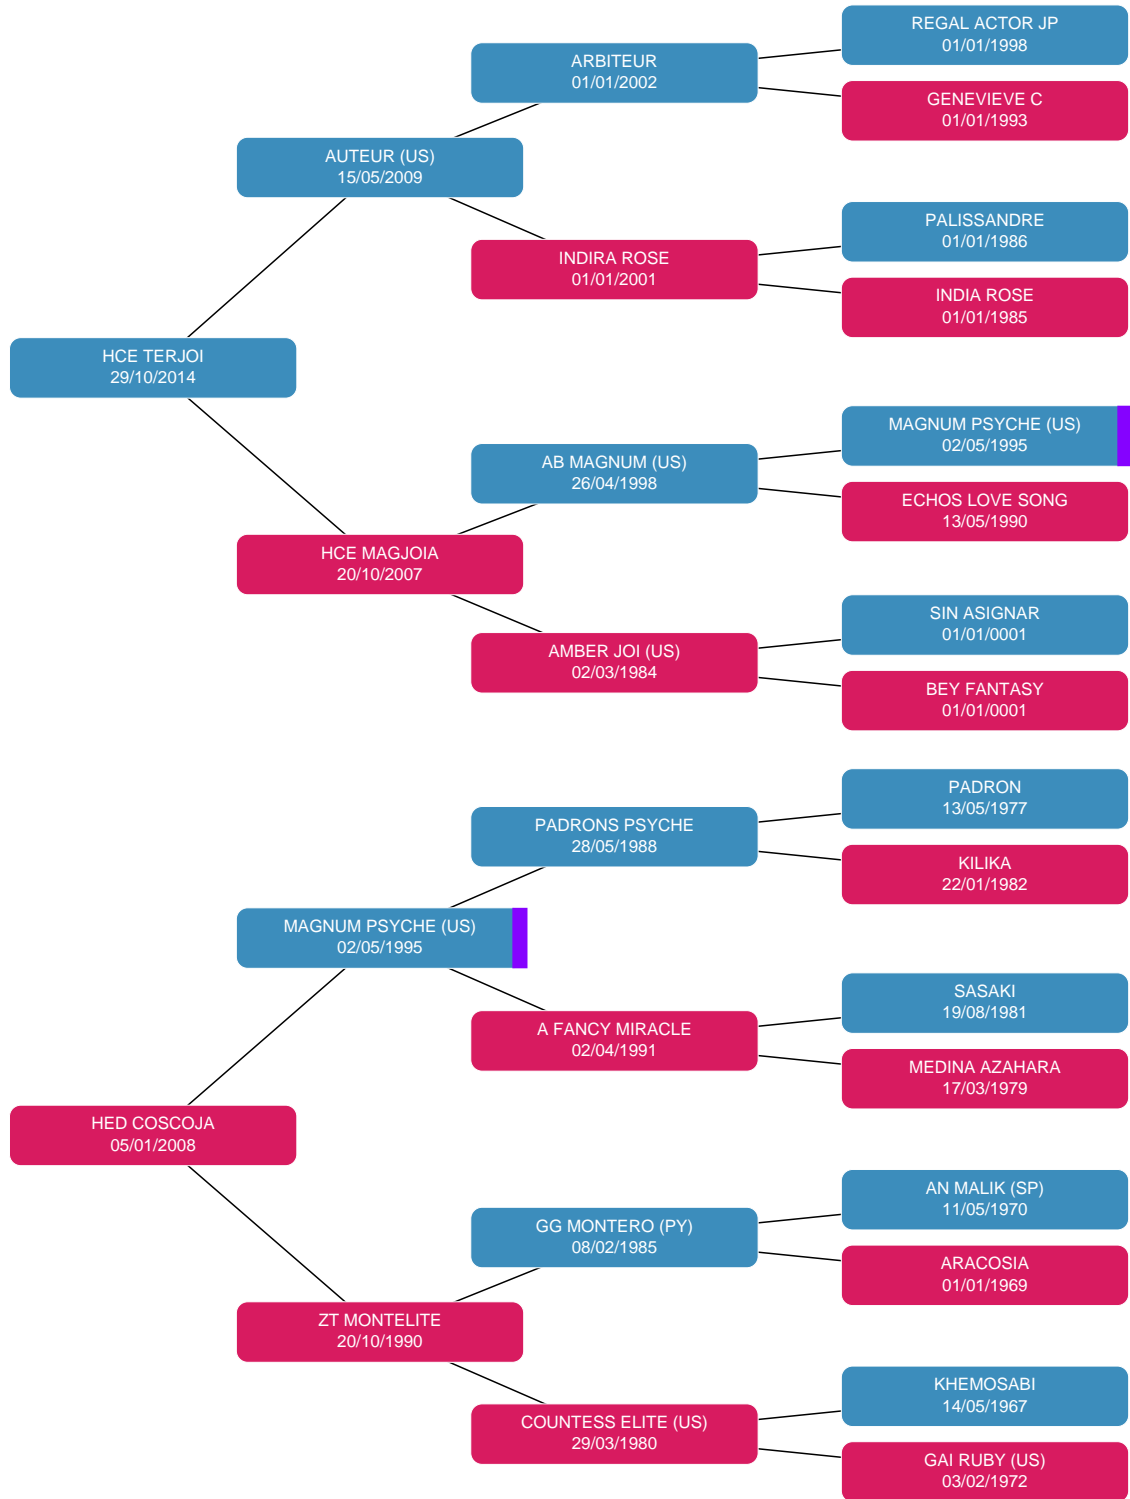 REGAL ACTOR JP
01/01/1998
ARBITEUR
01/01/2002
GENEVIEVE C
01/01/1993
AUTEUR (US)
15/05/2009
PALISSANDRE
01/01/1986
INDIRA ROSE
01/01/2001
INDIA ROSE
01/01/1985
HCE TERJOI
29/10/2014
MAGNUM PSYCHE (US)
02/05/1995
AB MAGNUM (US)
26/04/1998
ECHOS LOVE SONG
13/05/1990
HCE MAGJOIA
20/10/2007
SIN ASIGNAR
01/01/0001
AMBER JOI (US)
02/03/1984
BEY FANTASY
01/01/0001
PADRON
13/05/1977
PADRONS PSYCHE
28/05/1988
KILIKA
22/01/1982
MAGNUM PSYCHE (US)
02/05/1995
SASAKI
19/08/1981
A FANCY MIRACLE
02/04/1991
MEDINA AZAHARA
17/03/1979
HED COSCOJA
05/01/2008
AN MALIK (SP)
11/05/1970
GG MONTERO (PY)
08/02/1985
ARACOSIA
01/01/1969
ZT MONTELITE
20/10/1990
KHEMOSABI
14/05/1967
COUNTESS ELITE (US)
29/03/1980
GAI RUBY (US)
03/02/1972